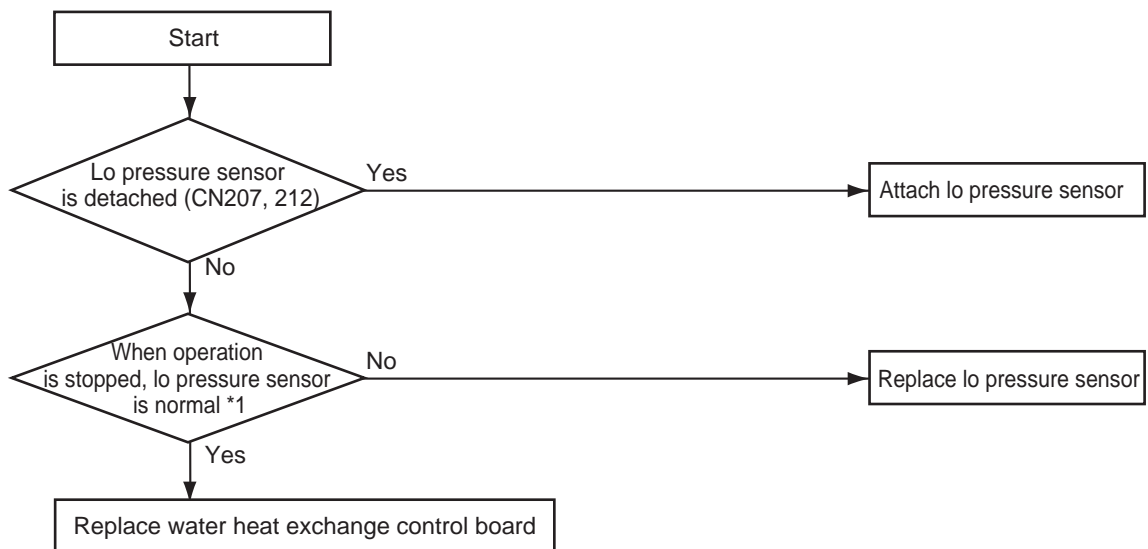 Start
Lo pressure sensor
is detached (CN207, 212)
Yes
Attach lo pressure sensor
No
When operation
is stopped, lo pressure sensor
is normal *1
No
Replace lo pressure sensor
Yes
Replace water heat exchange control board